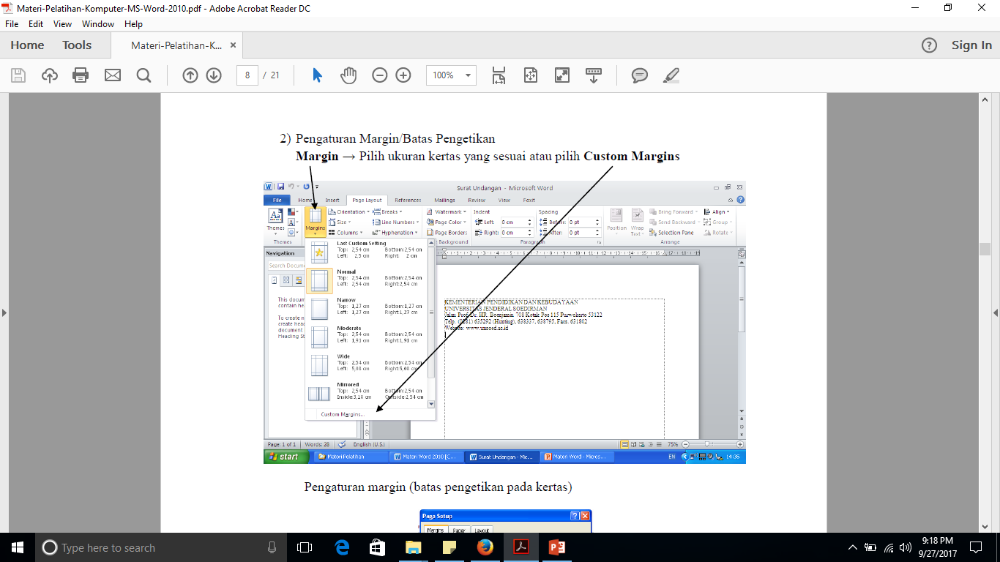 Materi-Pelatihan-Komputer-MS-Word-2010.pdf - Adobe Acrobat Reader DC
File Edit View Window Help
Home Tools Materi-Pelatihan-K... Sign In
8 / 21 100%
2) Pengaturan Margin/Batas Pengetikan
Margin → Pilih ukuran kertas yang sesuai atau pilih Custom Margins
Surat Undangan - Microsoft Word
File Home Insert Page Layout References Mailings Review View Foxit
Orientation Breaks Watermark Indent Spacing Bring Forward Align
Themes Margins Size Line Numbers Page Color Left: 0 cm Before: 0 pt Position Wrap Text Send Backward Group
Columns Hyphenation Page Borders Right: 0 cm After: 0 pt Selection Pane Rotate
Themes Background Paragraph Arrange
Navigation
Search Docume
This docum
contain he
To create n
create head
document.
Heading St
Last Custom Setting
Top: 2,54 cm Bottom:2,54 cm
Left: 2,5 cm Right: 2 cm
Normal
Top: 2,54 cm Bottom:2,54 cm
Left: 2,54 cm Right:2,54 cm
Narrow
Top: 1,27 cm Bottom:1,27 cm
Left: 1,27 cm Right:1,27 cm
Moderate
Top: 2,54 cm Bottom:2,54 cm
Left: 1,91 cm Right:1,91 cm
Wide
Top: 2,54 cm Bottom:2,54 cm
Left: 5,08 cm Right:5,08 cm
Mirrored
Top: 2,54 cm Bottom:2,54 cm
Inside:3,18 cm Outside:2,54 cm
Custom Margins...
KEMENTERIAN PENDIDIKAN DAN KEBUDAYAAN
UNIVERSITAS JENDERAL SOEDIRMAN
Jalan Prof. Dr. HR. Boenjamin 708 Kotak Pos 115 Purwokerto 53122
Telp. (0281) 635292 (Hunting), 638337, 638795, Facs. 631802
Website: www.unsoed.ac.id
Page: 1 of 1 Words: 28 English (U.S.) 75%
start Materi Pelatihan Materi Word 2010 [C... Surat Undangan - Mic... Materi Word - Micros... EN 14:35
Pengaturan margin (batas pengetikan pada kertas)
Page Setup
Margins Paper Layout
Type here to search
9:18 PM
9/27/2017